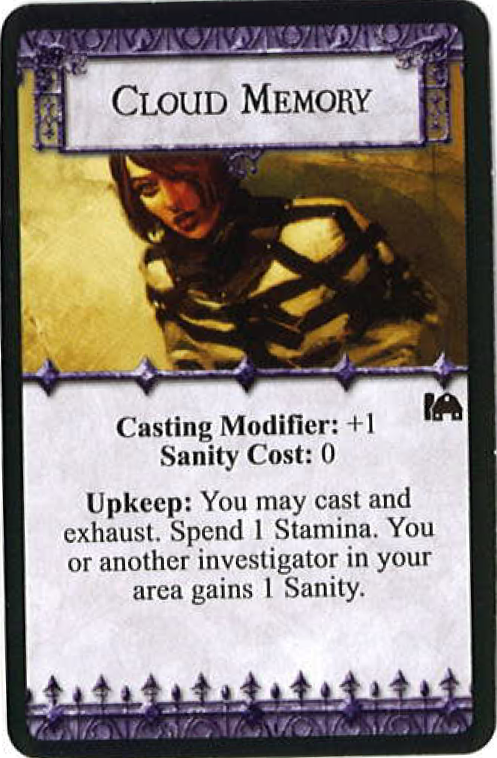 CLOUD MEMORY
Casting Modifier: +1
Sanity Cost: 0
Upkeep: You may cast and
exhaust. Spend 1 Stamina. You
or another investigator in your
area gains 1 Sanity.